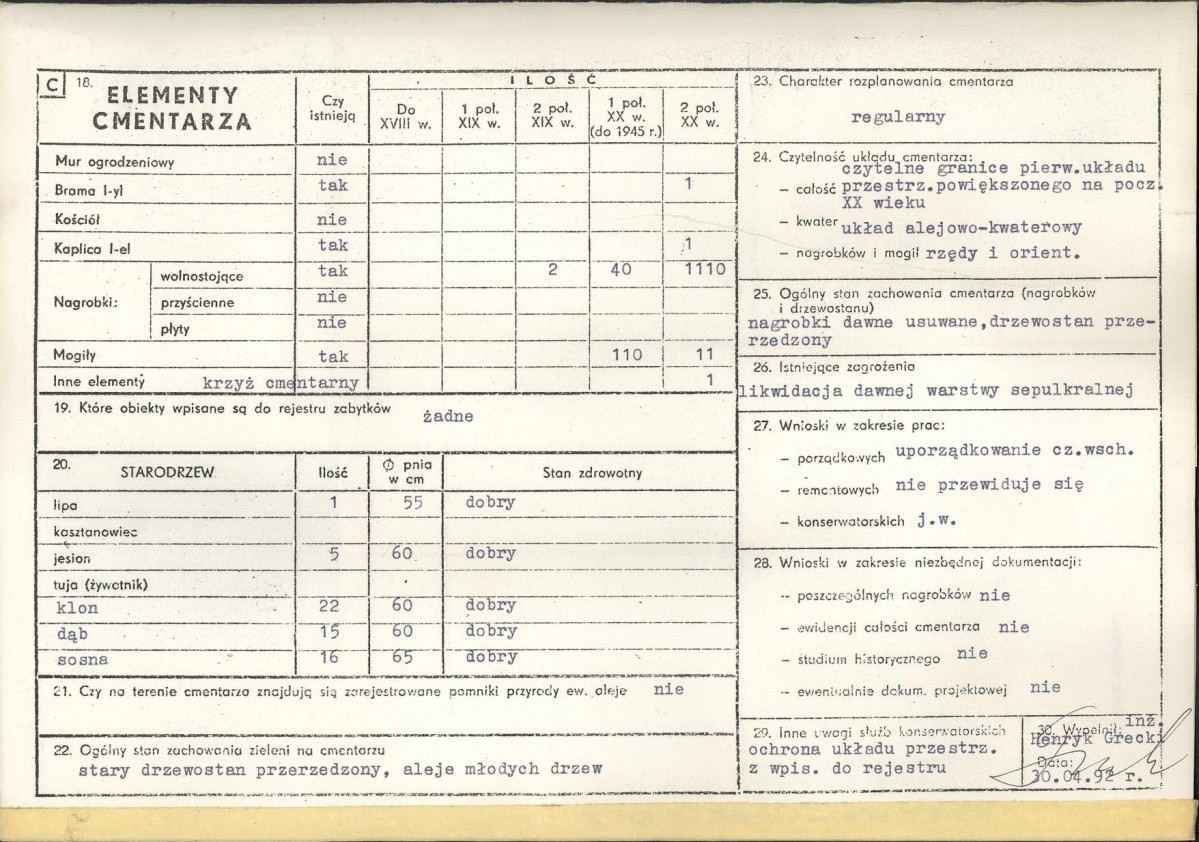 C 18. ELEMENTY CMENTARZA
Czy istnieją
ILOŚĆ
Do XVIII w.
1 poł. XIX w.
2 poł. XIX w.
1 poł. XX w. (do 1945 r.)
2 poł. XX w.
Mur ogrodzeniowy nie
Brama I-yl tak 1
Kościół nie
Kaplica I-el tak 1
Nagrobki:
wolnostojące tak 2 40 1110
przyścienne nie
płyty nie
Mogiły tak 110 11
Inne elementy krzyż cmentarny 1
19. Które obiekty wpisane są do rejestru zabytków żadne
20. STARODRZEW Ilość Ø pnia w cm Stan zdrowotny
lipa 1 55 dobry
kasztanowiec
jesion 5 60 dobry
tuja (żywotnik)
klon 22 60 dobry
dąb 15 60 dobry
sosna 16 65 dobry
21. Czy na terenie cmentarza znajdują się zarejestrowane pomniki przyrody ew. aleje nie
22. Ogólny stan zachowania zieleni na cmentarzu
stary drzewostan przerzedzony, aleje młodych drzew
23. Charakter rozplanowania cmentarza
regularny
24. Czytelność układu cmentarza:
czytelne granice pierw.układu
– całość przestrz.powiększonego na pocz.
XX wieku
– kwater układ alejowo-kwaterowy
– nagrobków i mogił rzędy i orient.
25. Ogólny stan zachowania cmentarza (nagrobków
i drzewostanu)
nagrobki dawne usuwane,drzewostan prze-
rzedzony
26. Istniejące zagrożenia
likwidacja dawnej warstwy sepulkralnej
27. Wnioski w zakresie prac:
– porządkowych uporządkowanie cz.wsch.
– remontowych nie przewiduje się
– konserwatorskich j.w.
28. Wnioski w zakresie niezbędnej dokumentacji:
– poszczególnych nagrobków nie
– ewidencji całości cmentarza nie
– studium historycznego nie
– ewentualnie dokum. projektowej nie
29. Inne uwagi służb konserwatorskich
ochrona układu przestrz.
z wpis. do rejestru
30. Wypełnił: inż.
Henryk Grecki
Data:
30.04.92 r.